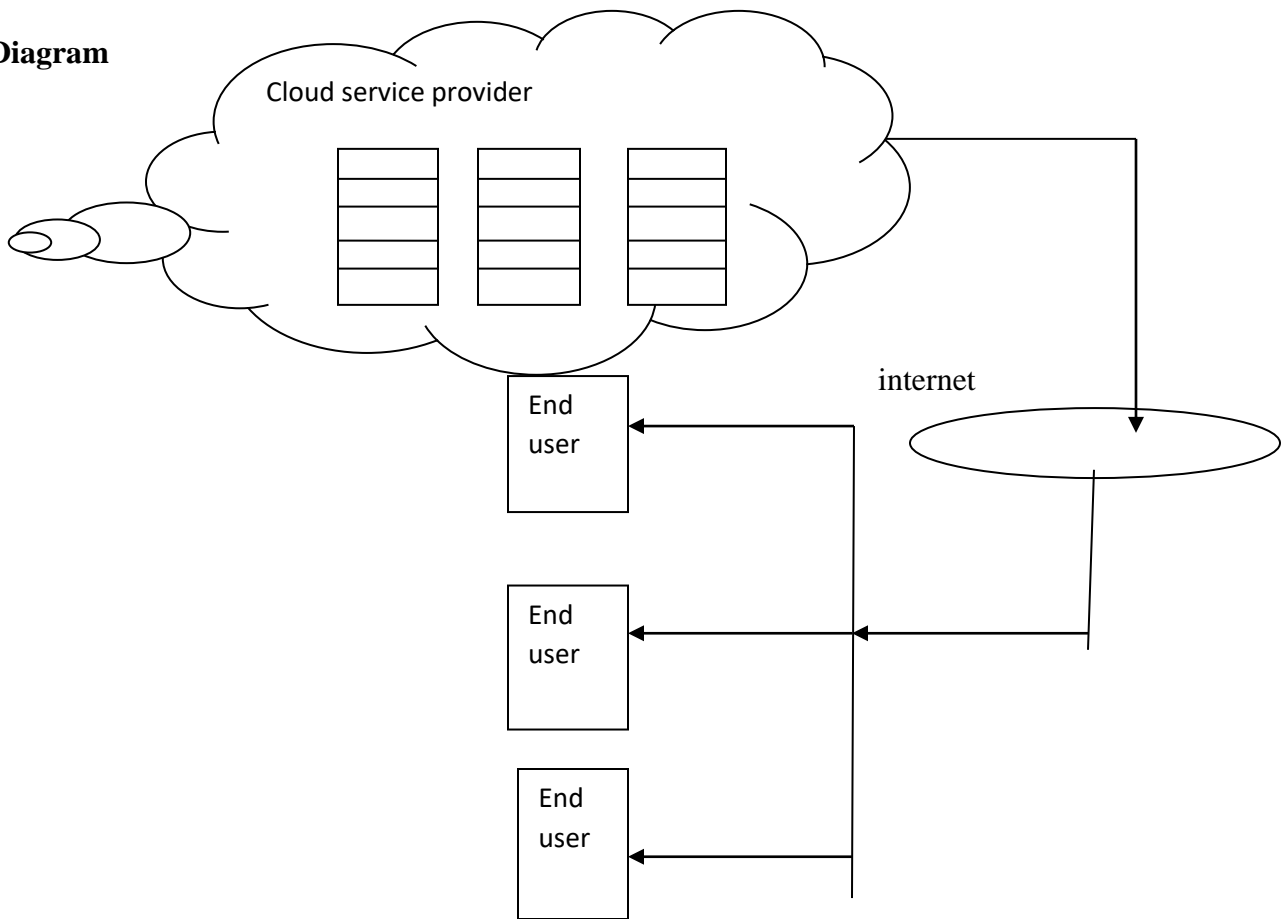 Diagram
Cloud service provider
internet
End
user
End
user
End
user